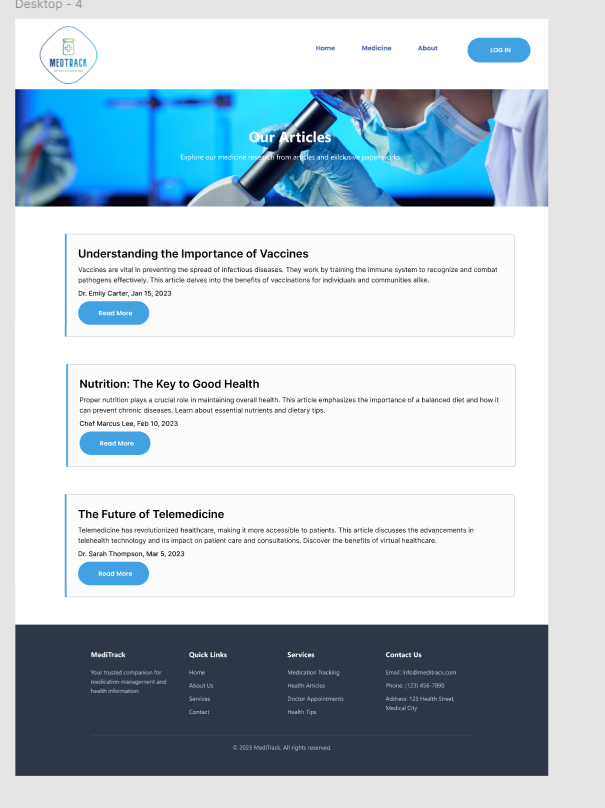 Desktop - 4
MEDTRACK
Home Medicine About LOG IN
Our Articles
Explore our medicine research from articles and exlclusive paper works
Understanding the Importance of Vaccines
Vaccines are vital in preventing the spread of infectious diseases. They work by training the immune system to recognize and combat
pathogens effectively. This article delves into the benefits of vaccinations for individuals and communities alike.
Dr. Emily Carter, Jan 15, 2023
Read More
Nutrition: The Key to Good Health
Proper nutrition plays a crucial role in maintaining overall health. This article emphasizes the importance of a balanced diet and how it
can prevent chronic diseases. Learn about essential nutrients and dietary tips.
Chef Marcus Lee, Feb 10, 2023
Read More
The Future of Telemedicine
Telemedicine has revolutionized healthcare, making it more accessible to patients. This article discusses the advancements in
telehealth technology and its impact on patient care and consultations. Discover the benefits of virtual healthcare.
Dr. Sarah Thompson, Mar 5, 2023
Read More
MediTrack
Your trusted companion for
medication management and
health information.
Quick Links
Home
About Us
Services
Contact
Services
Medication Tracking
Health Articles
Doctor Appointments
Health Tips
Contact Us
Email: info@meditrack.com
Phone: (123) 456-7890
Address: 123 Health Street,
Medical City
© 2023 MediTrack. All rights reserved.